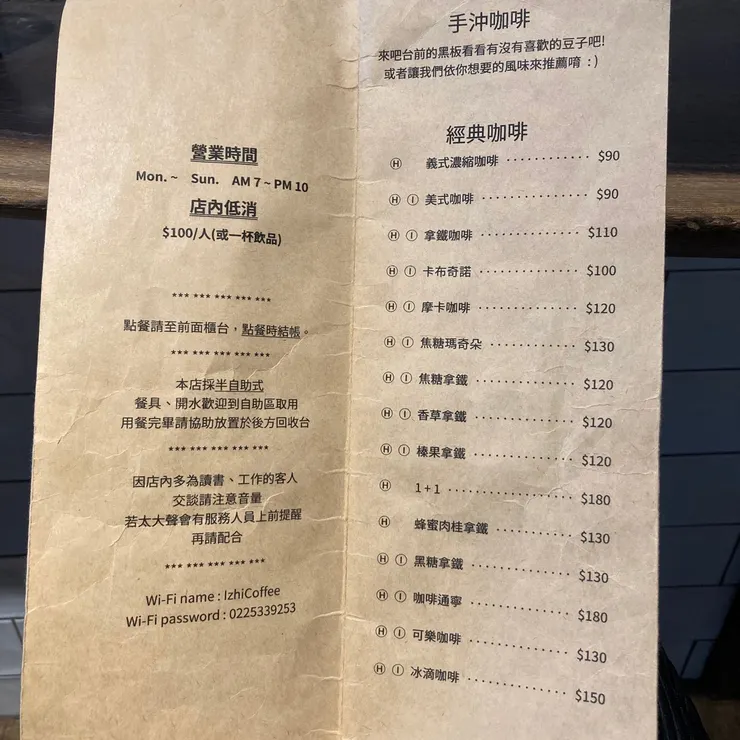 營業時間
Mon. ~ Sun. AM 7 ~ PM 10
店內低消
$100/人(或一杯飲品)
*** *** *** *** *** ***
點餐請至前面櫃台，點餐時結帳。
*** *** *** *** *** ***
本店採半自助式
餐具、開水歡迎到自助區取用
用餐完畢請協助放置於後方回收台
*** *** *** *** *** ***
因店內多為讀書、工作的客人
交談請注意音量
若太大聲會有服務人員上前提醒
再請配合
*** *** *** *** *** ***
Wi-Fi name : IzhiCoffee
Wi-Fi password : 0225339253
手沖咖啡
來吧台前的黑板看看有沒有喜歡的豆子吧!
或者讓我們依你想要的風味來推薦唷 : )
經典咖啡
Ⓗ 義式濃縮咖啡 ············ $90
Ⓗ Ⓘ 美式咖啡 ················ $90
Ⓗ Ⓘ 拿鐵咖啡 ················ $110
Ⓗ Ⓘ 卡布奇諾 ················ $100
Ⓗ Ⓘ 摩卡咖啡 ················ $120
Ⓗ Ⓘ 焦糖瑪奇朵 ·············· $130
Ⓗ Ⓘ 焦糖拿鐵 ················ $120
Ⓗ Ⓘ 香草拿鐵 ················ $120
Ⓗ Ⓘ 榛果拿鐵 ················ $120
Ⓗ 1 + 1 ···················· $180
Ⓗ 蜂蜜肉桂拿鐵 ············ $130
Ⓗ Ⓘ 黑糖拿鐵 ················ $130
Ⓗ Ⓘ 咖啡通寧 ················ $180
Ⓗ Ⓘ 可樂咖啡 ················ $130
Ⓗ Ⓘ 冰滴咖啡 ················ $150